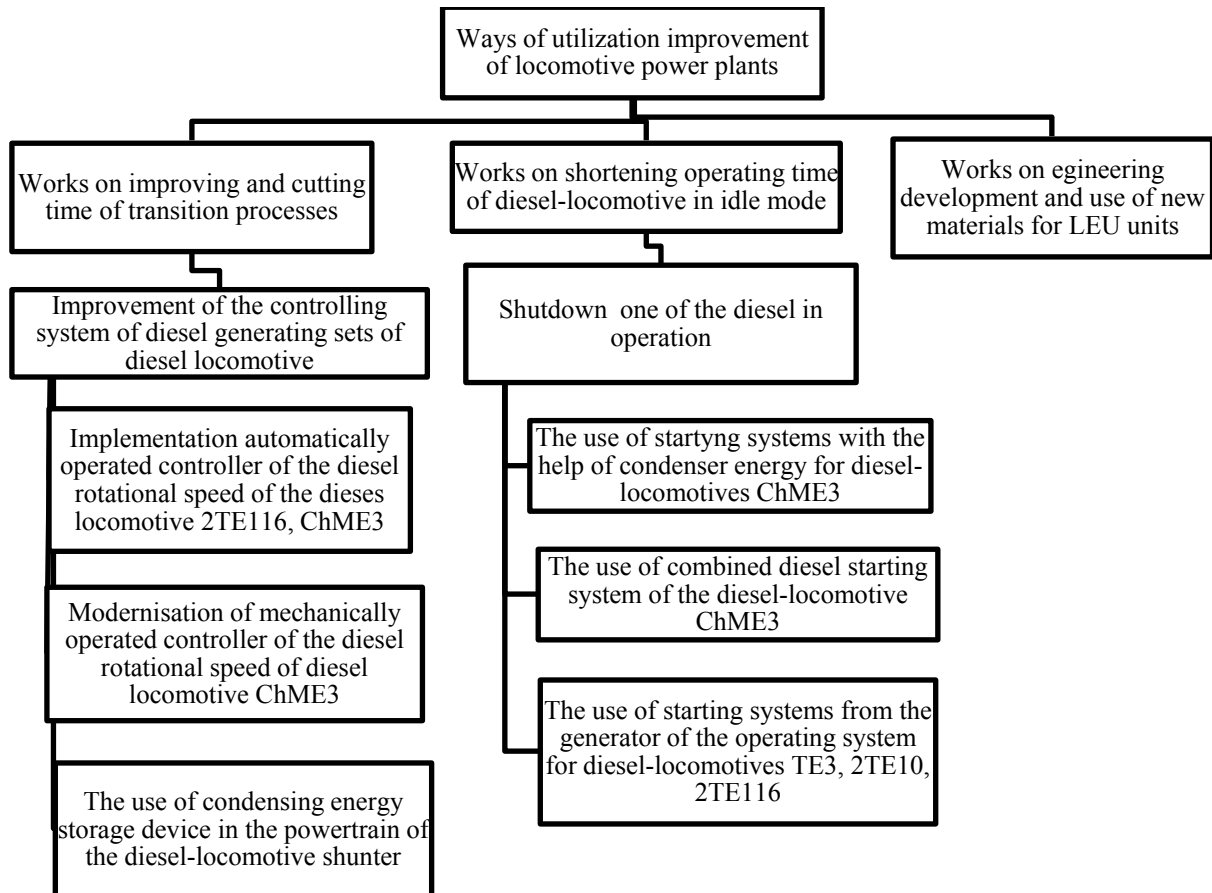 Ways of utilization improvement
of locomotive power plants
Works on improving and cutting
time of transition processes
Works on shortening operating time
of diesel-locomotive in idle mode
Works on egineering
development and use of new
materials for LEU units
Improvement of the controlling
system of diesel generating sets of
diesel locomotive
Implementation automatically
operated controller of the diesel
rotational speed of the dieses
locomotive 2TE116, ChME3
Modernisation of mechanically
operated controller of the diesel
rotational speed of diesel
locomotive ChME3
The use of condensing energy
storage device in the powertrain of
the diesel-locomotive shunter
Shutdown one of the diesel in
operation
The use of startyng systems with the
help of condenser energy for diesel-
locomotives ChME3
The use of combined diesel starting
system of the diesel-locomotive
ChME3
The use of starting systems from the
generator of the operating system
for diesel-locomotives TE3, 2TE10,
2TE116